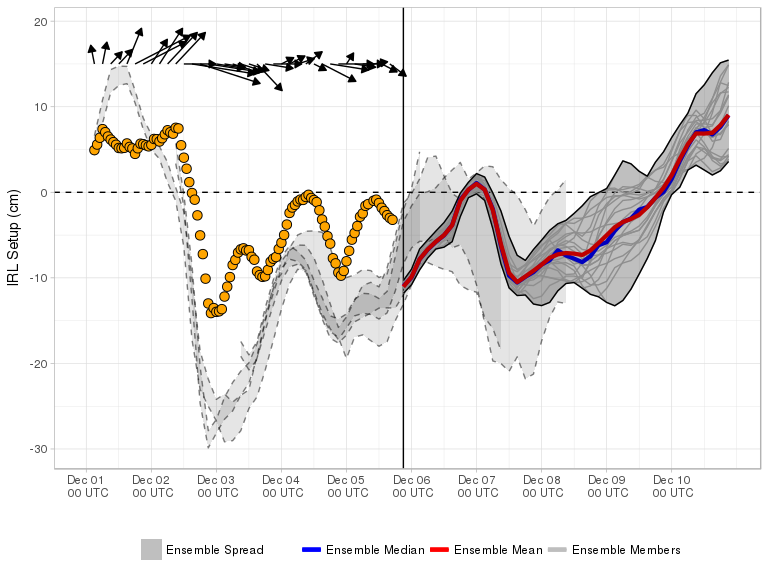 20
10
0
-10
-20
-30
IRL Setup (cm)
Dec 01 Dec 02 Dec 03 Dec 04 Dec 05 Dec 06 Dec 07 Dec 08 Dec 09 Dec 10
00 UTC 00 UTC 00 UTC 00 UTC 00 UTC 00 UTC 00 UTC 00 UTC 00 UTC 00 UTC
Ensemble Spread Ensemble Median Ensemble Mean Ensemble Members